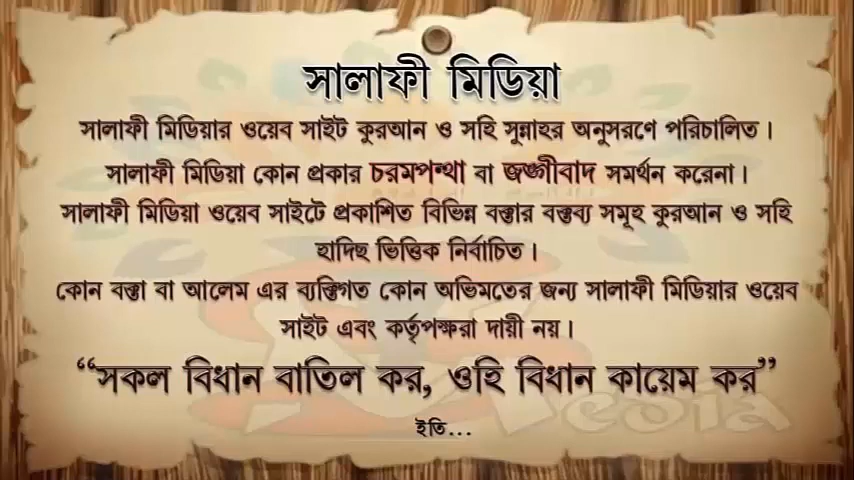 সালাফী মিডিয়া
সালাফী মিডিয়ার ওয়েব সাইট কুরআন ও সহি সুন্নাহর অনুসরণে পরিচালিত।
সালাফী মিডিয়া কোন প্রকার চরমপন্থা বা জঙ্গীবাদ সমর্থন করেনা।
সালাফী মিডিয়া ওয়েব সাইটে প্রকাশিত বিভিন্ন বক্তার বক্তব্য সমূহ কুরআন ও সহি
হাদিছ ভিত্তিক নির্বাচিত।
কোন বক্তা বা আলেম এর ব্যক্তিগত কোন অভিমতের জন্য সালাফী মিডিয়ার ওয়েব
সাইট এবং কর্তৃপক্ষরা দায়ী নয়।
“সকল বিধান বাতিল কর, ওহি বিধান কায়েম কর”
ইতি...